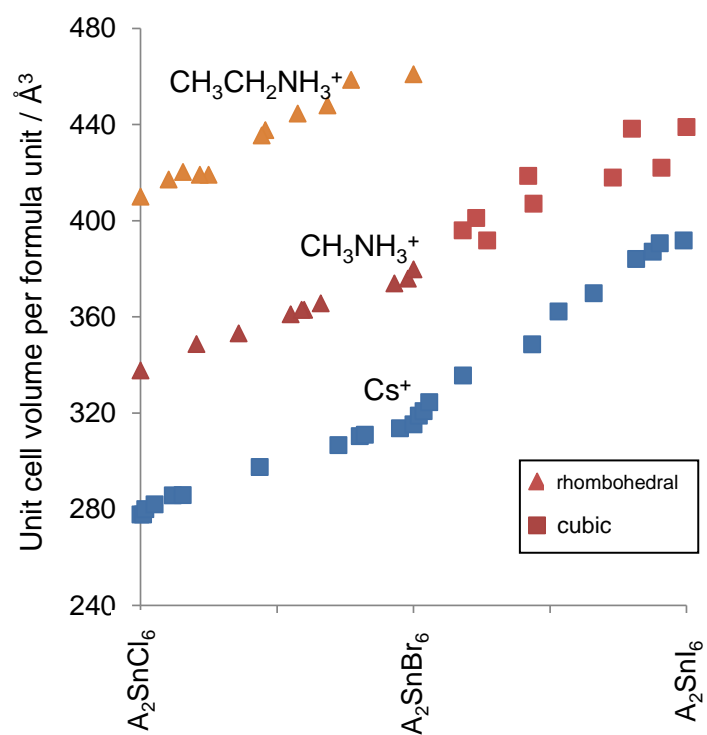 Unit cell volume per formula unit / Å³
480
440
400
360
320
280
240
CH₃CH₂NH₃⁺
CH₃NH₃⁺
Cs⁺
rhombohedral
cubic
A₂SnCl₆
A₂SnBr₆
A₂SnI₆